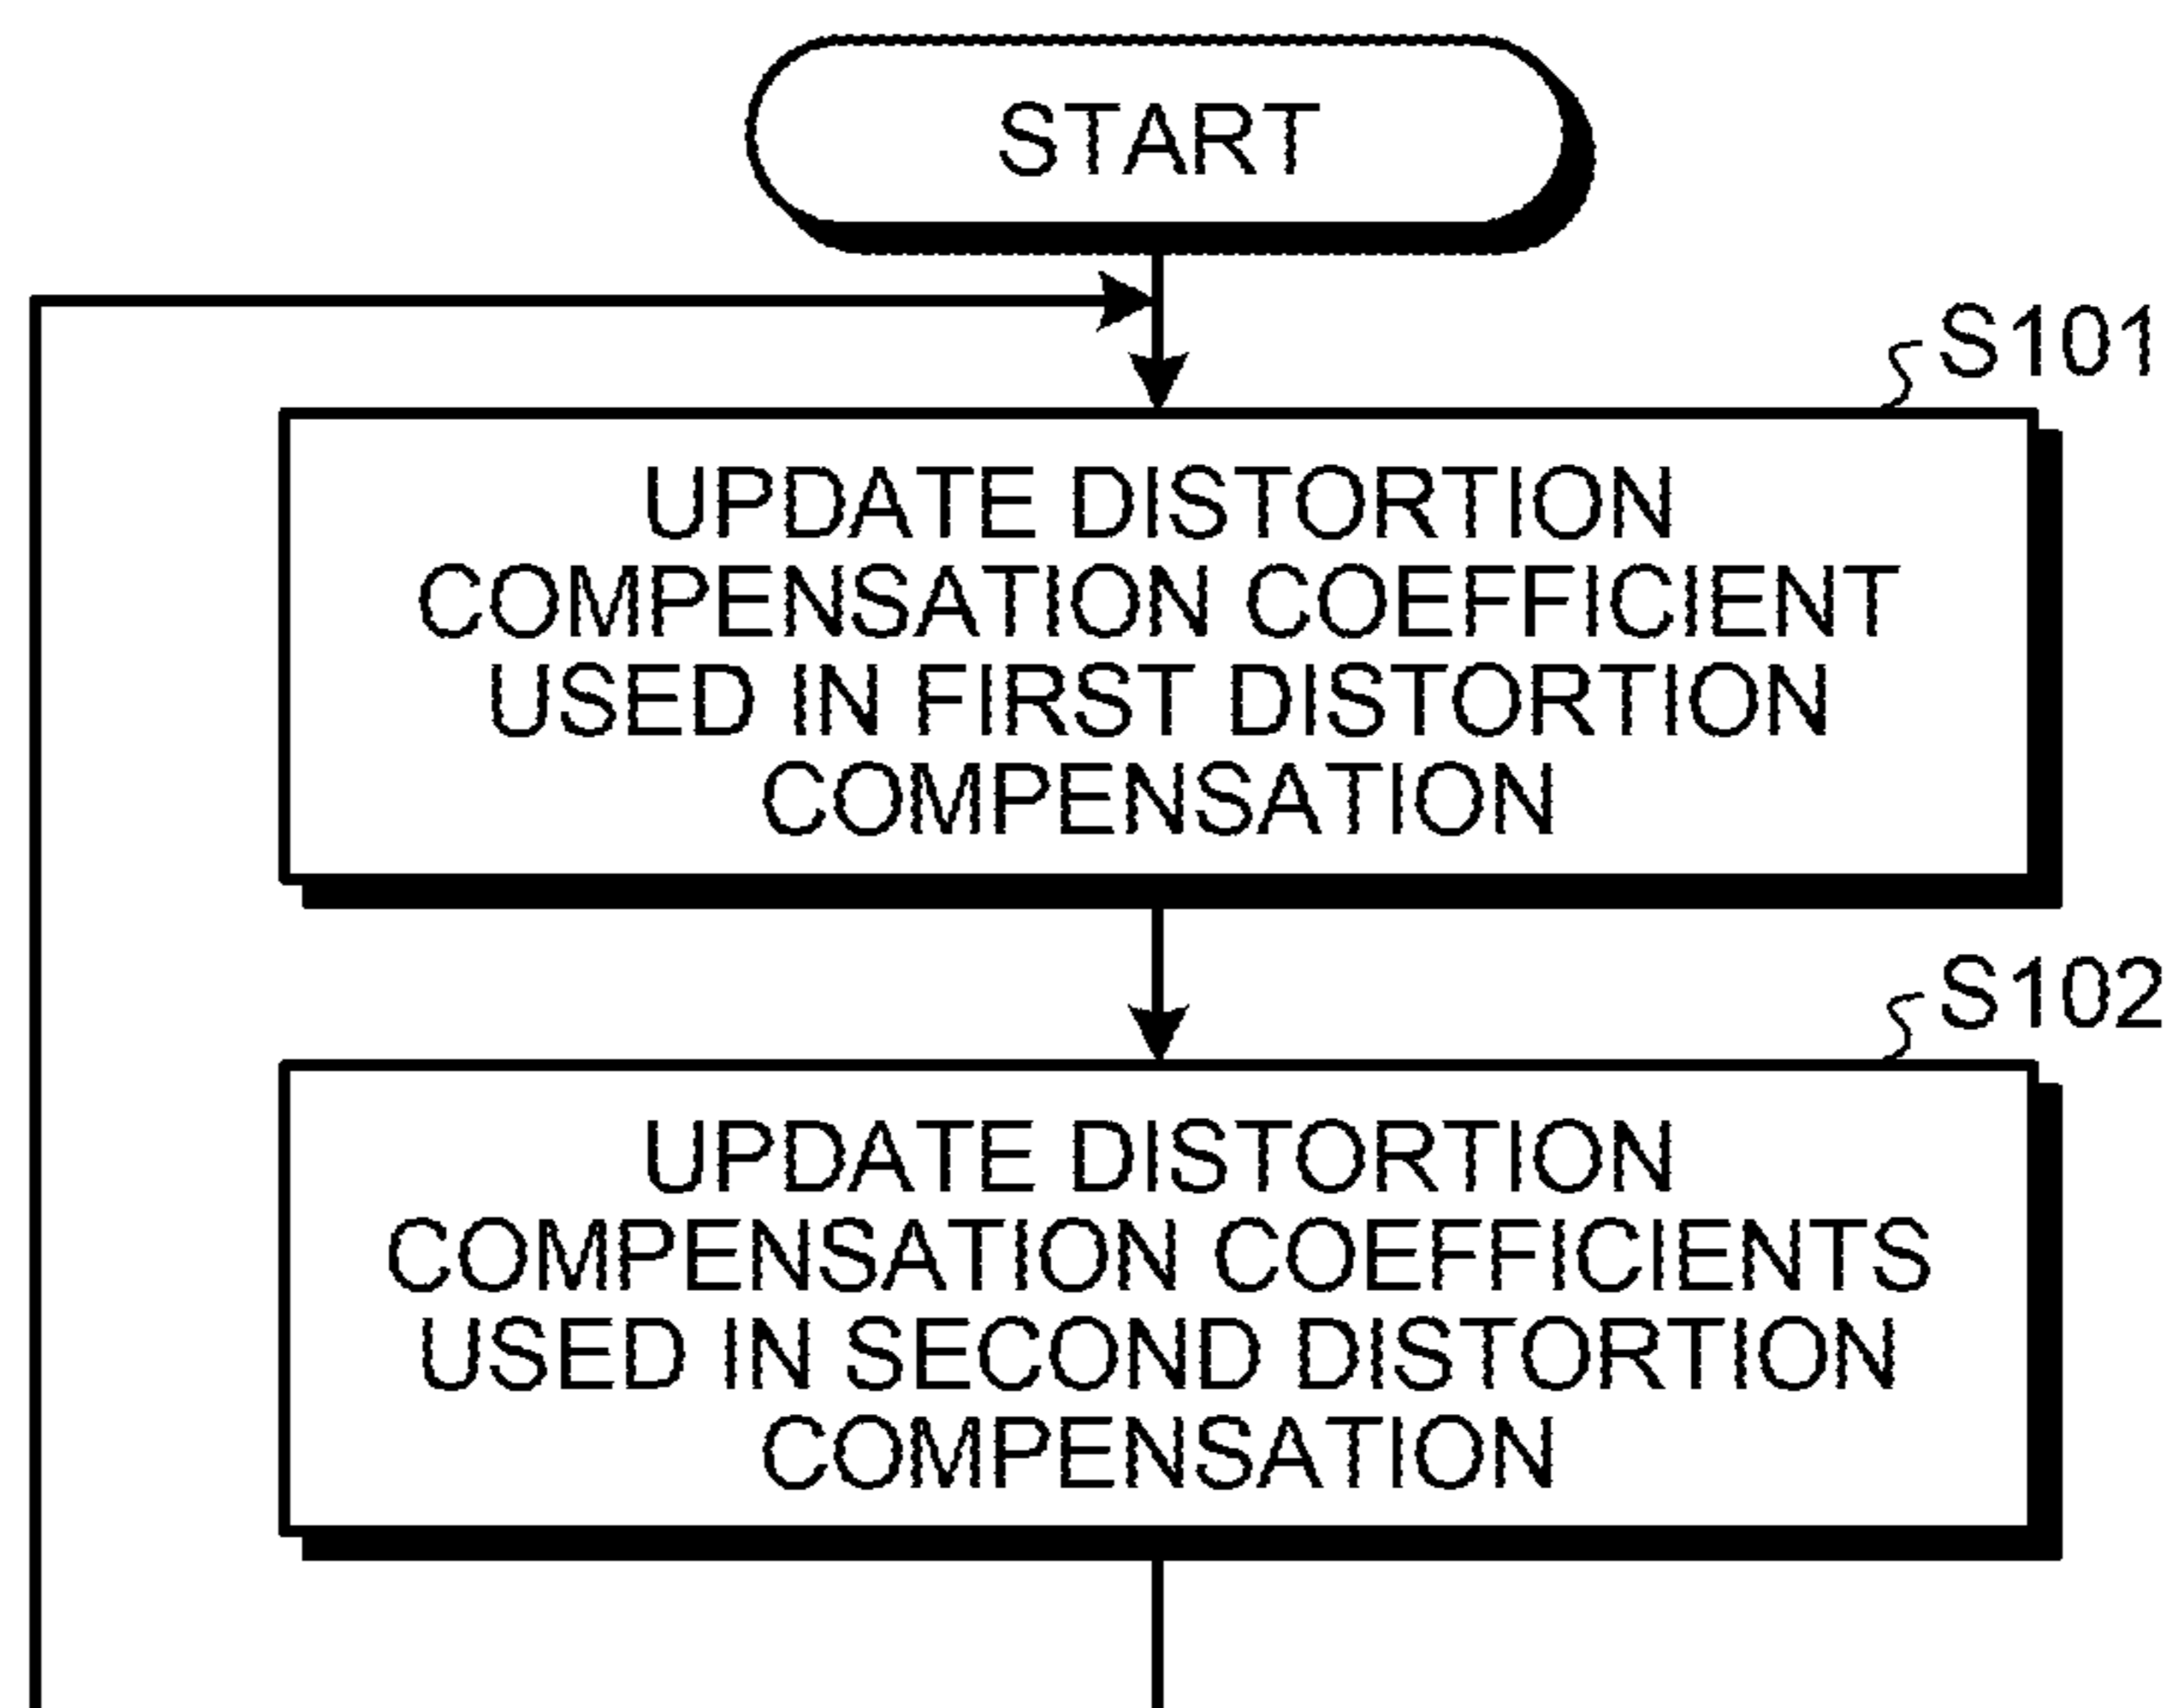 START
S101
UPDATE DISTORTION
COMPENSATION COEFFICIENT
USED IN FIRST DISTORTION
COMPENSATION
S102
UPDATE DISTORTION
COMPENSATION COEFFICIENTS
USED IN SECOND DISTORTION
COMPENSATION